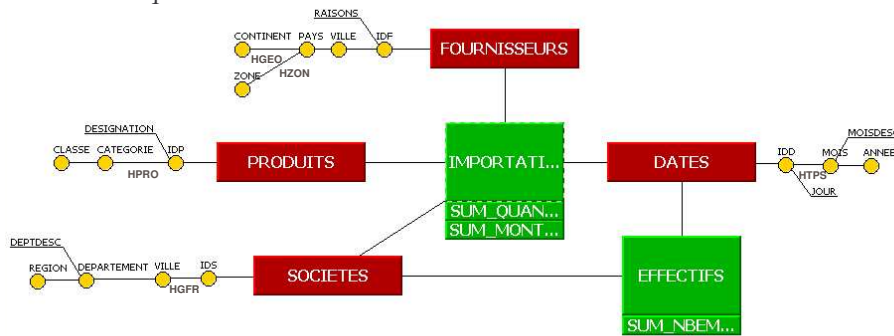 RAISONS
CONTINENT PAYS VILLE IDF
FOURNISSEURS
HGEO
HZON
ZONE
DESIGNATION
CLASSE CATEGORIE IDP
HPRO
PRODUITS
IMPORTATI...
SUM_QUAN...
SUM_MONT...
DATES
MOISDESC
IDD MOIS ANNEE
HTPS
JOUR
DEPTDESC
REGION DEPARTEMENT VILLE IDS
HGFR
SOCIETES
EFFECTIFS
SUM_NBEM...